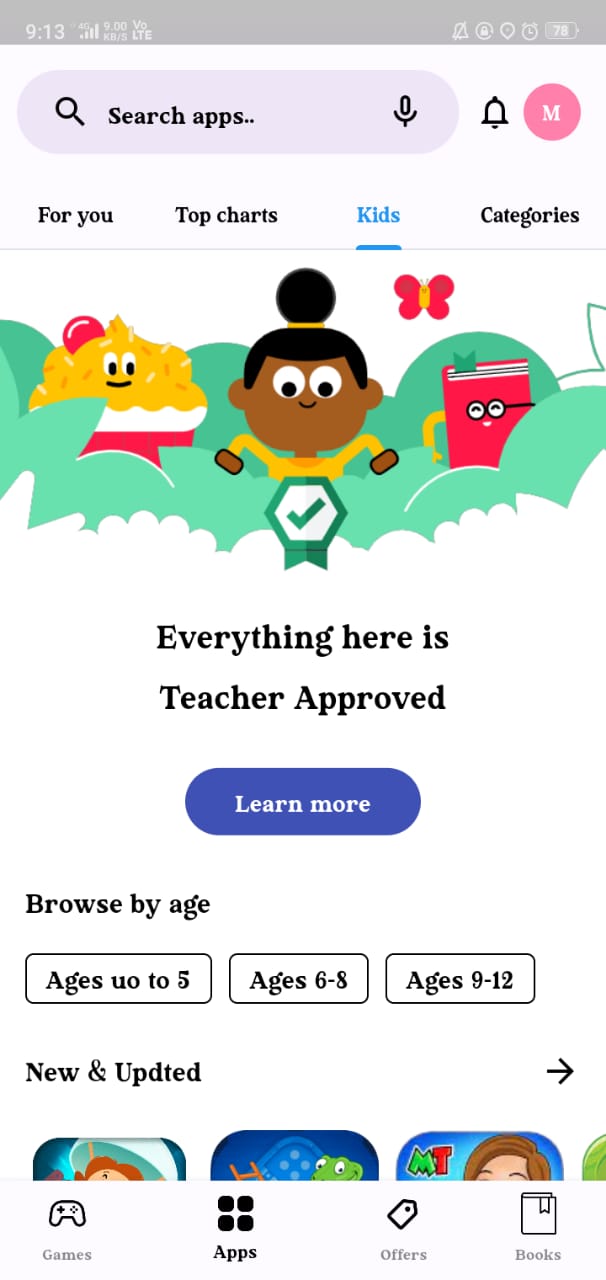 9:13 4G 9.00 KB/S Vo LTE 78
Search apps..
M
For you Top charts Kids Categories
Everything here is
Teacher Approved
Learn more
Browse by age
Ages uo to 5 Ages 6-8 Ages 9-12
New & Updted
MT
Games Apps Offers Books